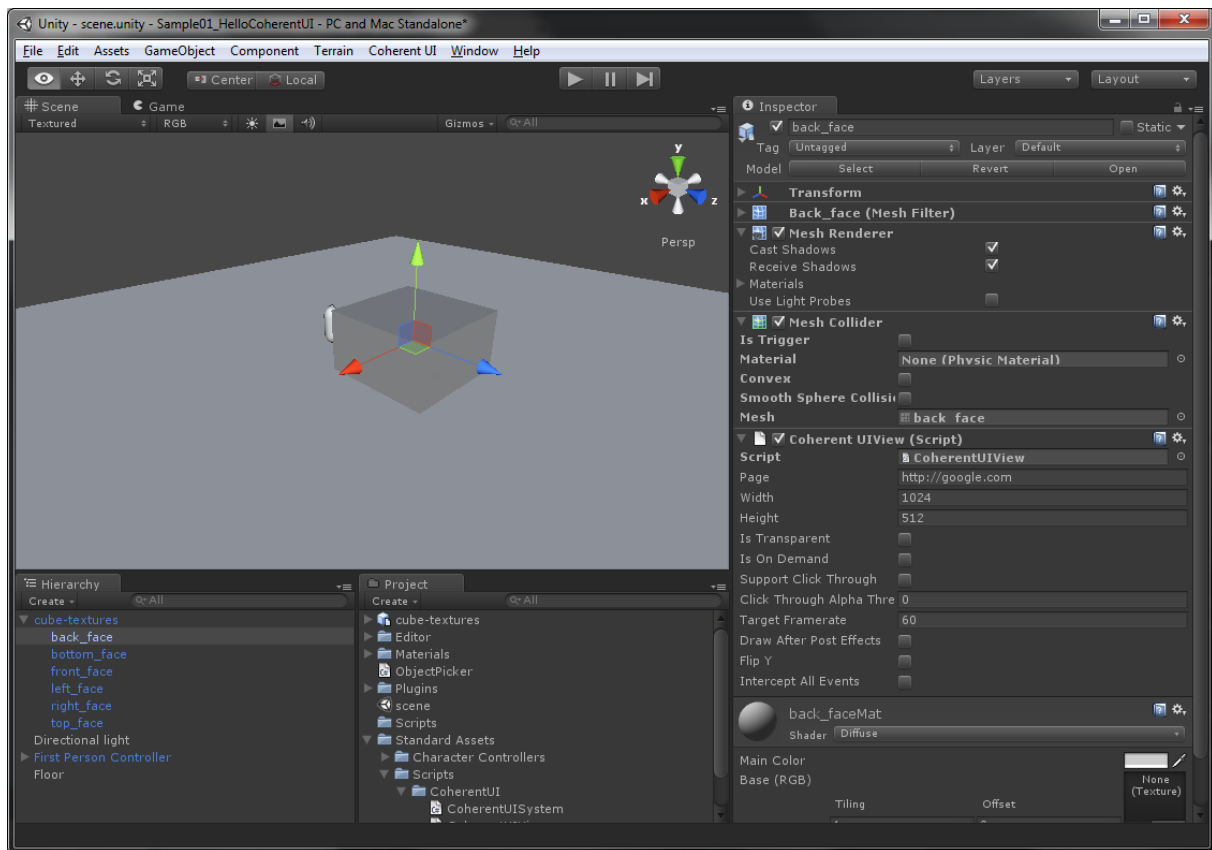 Unity - scene.unity - Sample01_HelloCoherentUI - PC and Mac Standalone*
File Edit Assets GameObject Component Terrain Coherent UI Window Help
Center Local Layers Layout
Scene Game
Textured RGB Gizmos All
y
x z
Persp
Hierarchy
Create All
cube-textures
back_face
bottom_face
front_face
left_face
right_face
top_face
Directional light
First Person Controller
Floor
Project
Create All
cube-textures
Editor
Materials
ObjectPicker
Plugins
scene
Scripts
Standard Assets
Character Controllers
Scripts
CoherentUI
CoherentUISystem
Inspector
back_face Static
Tag Untagged Layer Default
Model Select Revert Open
Transform
Back_face (Mesh Filter)
Mesh Renderer
Cast Shadows
Receive Shadows
Materials
Use Light Probes
Mesh Collider
Is Trigger
Material None (Physic Material)
Convex
Smooth Sphere Collisi
Mesh back_face
Coherent UIView (Script)
Script CoherentUIView
Page http://google.com
Width 1024
Height 512
Is Transparent
Is On Demand
Support Click Through
Click Through Alpha Thre 0
Target Framerate 60
Draw After Post Effects
Flip Y
Intercept All Events
back_faceMat
Shader Diffuse
Main Color
Base (RGB) None
(Texture)
Tiling Offset